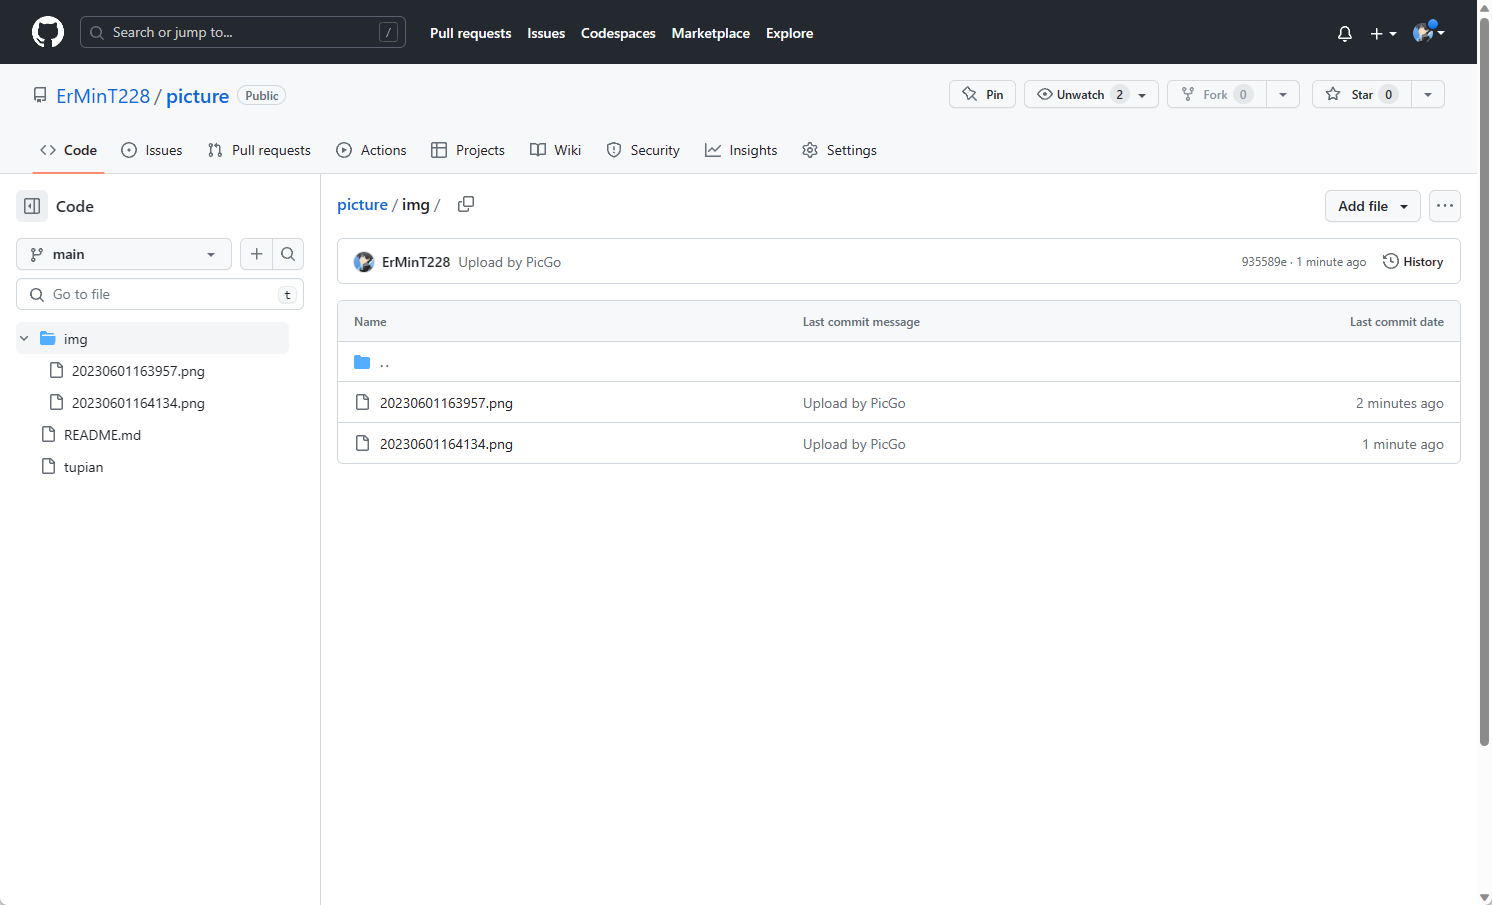 Search or jump to... / Pull requests Issues Codespaces Marketplace Explore
ErMinT228 / picture Public Pin Unwatch 2 Fork 0 Star 0
Code Issues Pull requests Actions Projects Wiki Security Insights Settings
Code
main
Go to file t
img
20230601163957.png
20230601164134.png
README.md
tupian
picture / img / Add file ...
ErMinT228 Upload by PicGo 935589e · 1 minute ago History
Name Last commit message Last commit date
..
20230601163957.png Upload by PicGo 2 minutes ago
20230601164134.png Upload by PicGo 1 minute ago